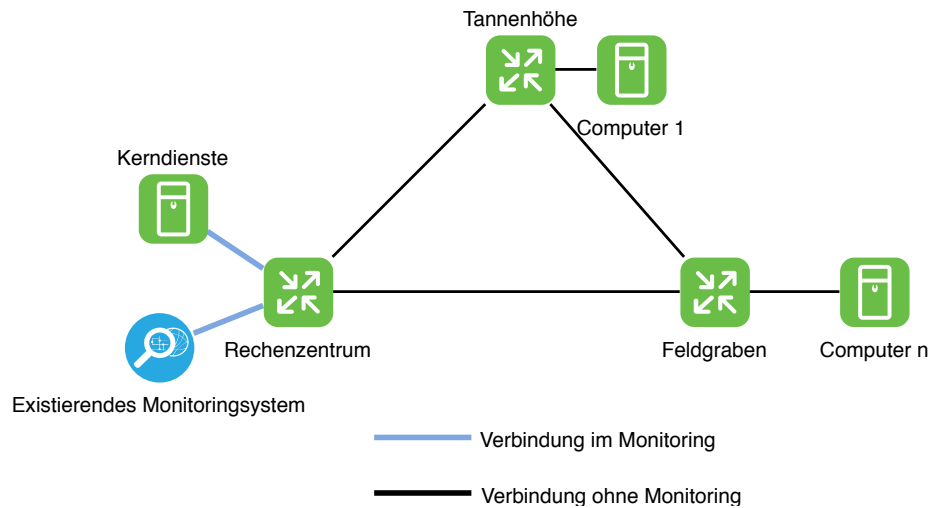 Tannenhöhe
Computer 1
Kerndienste
Rechenzentrum
Feldgraben
Computer n
Existierendes Monitoringsystem
Verbindung im Monitoring
Verbindung ohne Monitoring